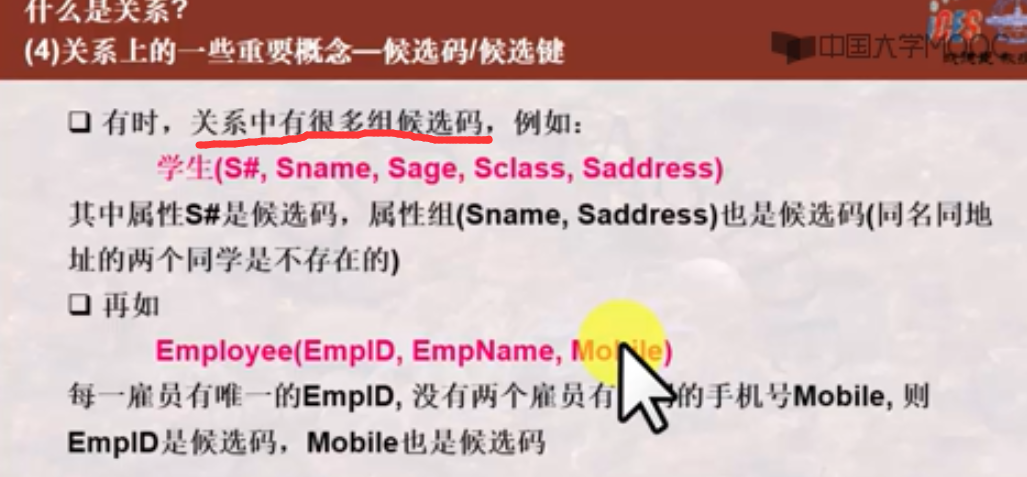 什么是关系?
(4)关系上的一些重要概念—候选码/候选键
中国大学MOOC
❑ 有时，关系中有很多组候选码，例如：
学生(S#, Sname, Sage, Sclass, Saddress)
其中属性S#是候选码，属性组(Sname, Saddress)也是候选码(同名同地
址的两个同学是不存在的)
❑ 再如
Employee(EmpID, EmpName, Mobile)
每一雇员有唯一的EmpID, 没有两个雇员有 的手机号Mobile, 则
EmpID是候选码，Mobile也是候选码